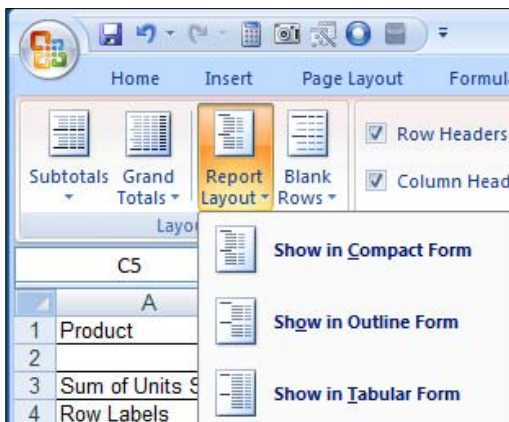 Home Insert Page Layout Formul
Subtotals Grand Totals Report Layout Blank Rows
Row Headers
Column Head
Layou
C5
Show in Compact Form
Show in Outline Form
Show in Tabular Form
A
1 Product
2
3 Sum of Units S
4 Row Labels